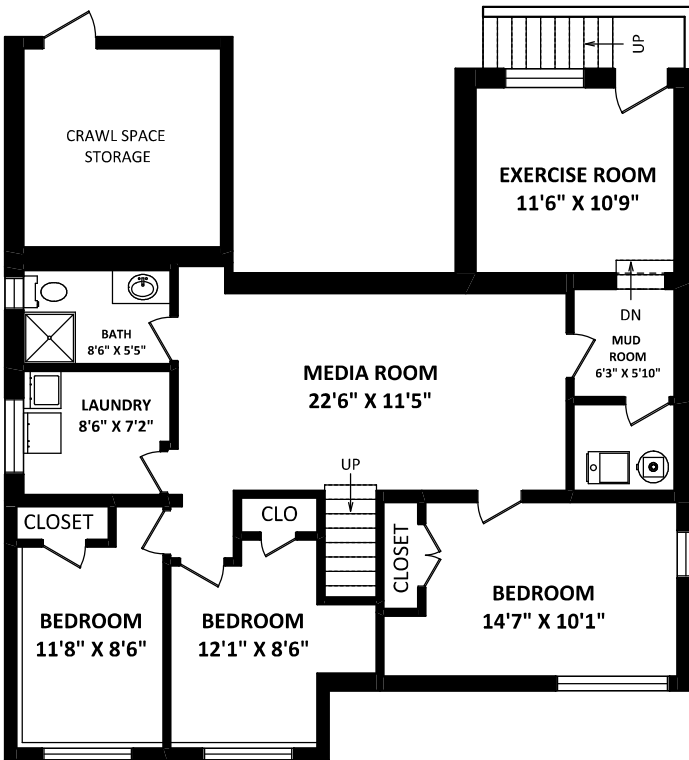 UP
CRAWL SPACE
STORAGE
EXERCISE ROOM
11'6" X 10'9"
DN
BATH
8'6" X 5'5"
MUD
ROOM
6'3" X 5'10"
MEDIA ROOM
22'6" X 11'5"
LAUNDRY
8'6" X 7'2"
UP
CLOSET
CLO
CLOSET
BEDROOM
11'8" X 8'6"
BEDROOM
12'1" X 8'6"
BEDROOM
14'7" X 10'1"